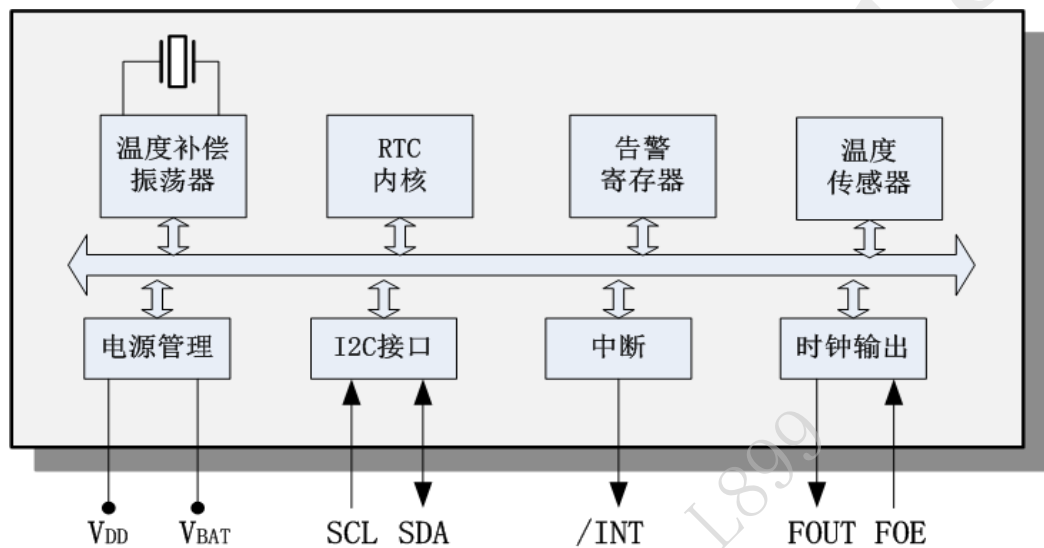 温度补偿
振荡器
RTC
内核
告警
寄存器
温度
传感器
电源管理
I2C接口
中断
时钟输出
VDD
VBAT
SCL
SDA
/INT
FOUT
FOE
L899